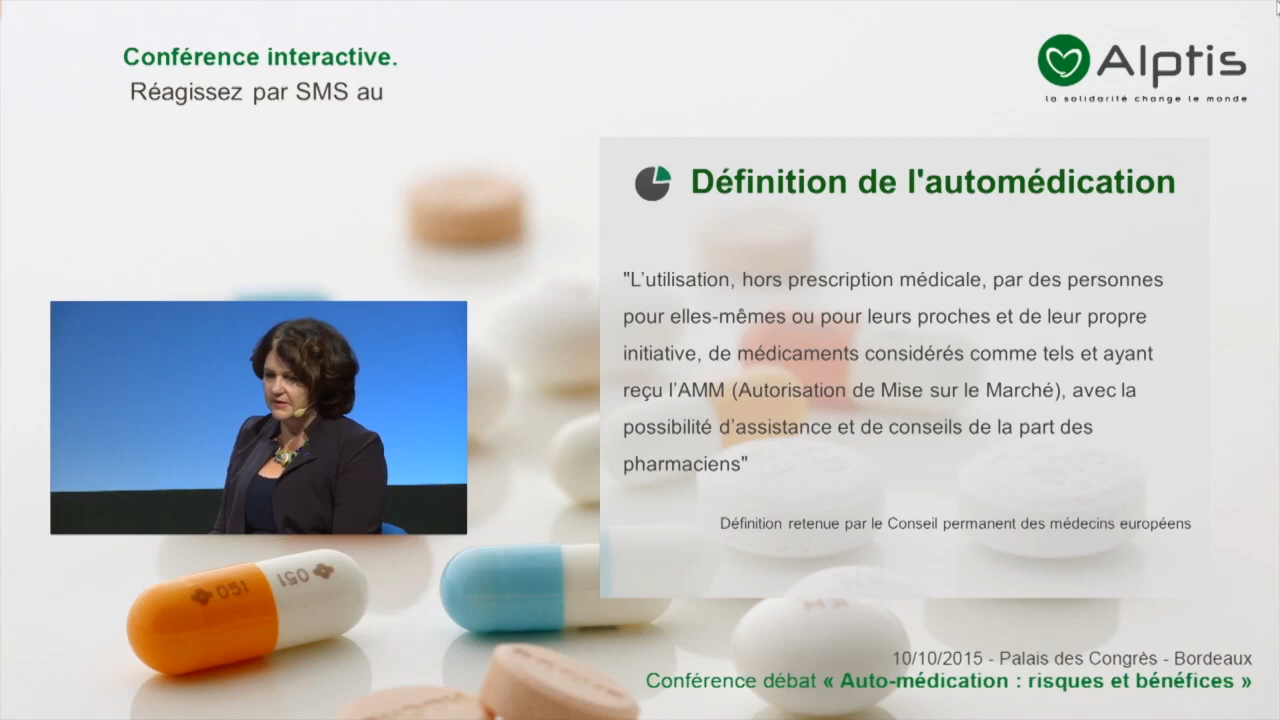 Conférence interactive.
Réagissez par SMS au
Alptis
la solidarité change le monde
Définition de l'automédication
"L’utilisation, hors prescription médicale, par des personnes
pour elles-mêmes ou pour leurs proches et de leur propre
initiative, de médicaments considérés comme tels et ayant
reçu l’AMM (Autorisation de Mise sur le Marché), avec la
possibilité d’assistance et de conseils de la part des
pharmaciens"
Définition retenue par le Conseil permanent des médecins européens
051 051
10/10/2015 - Palais des Congrès - Bordeaux
Conférence débat « Auto-médication : risques et bénéfices »